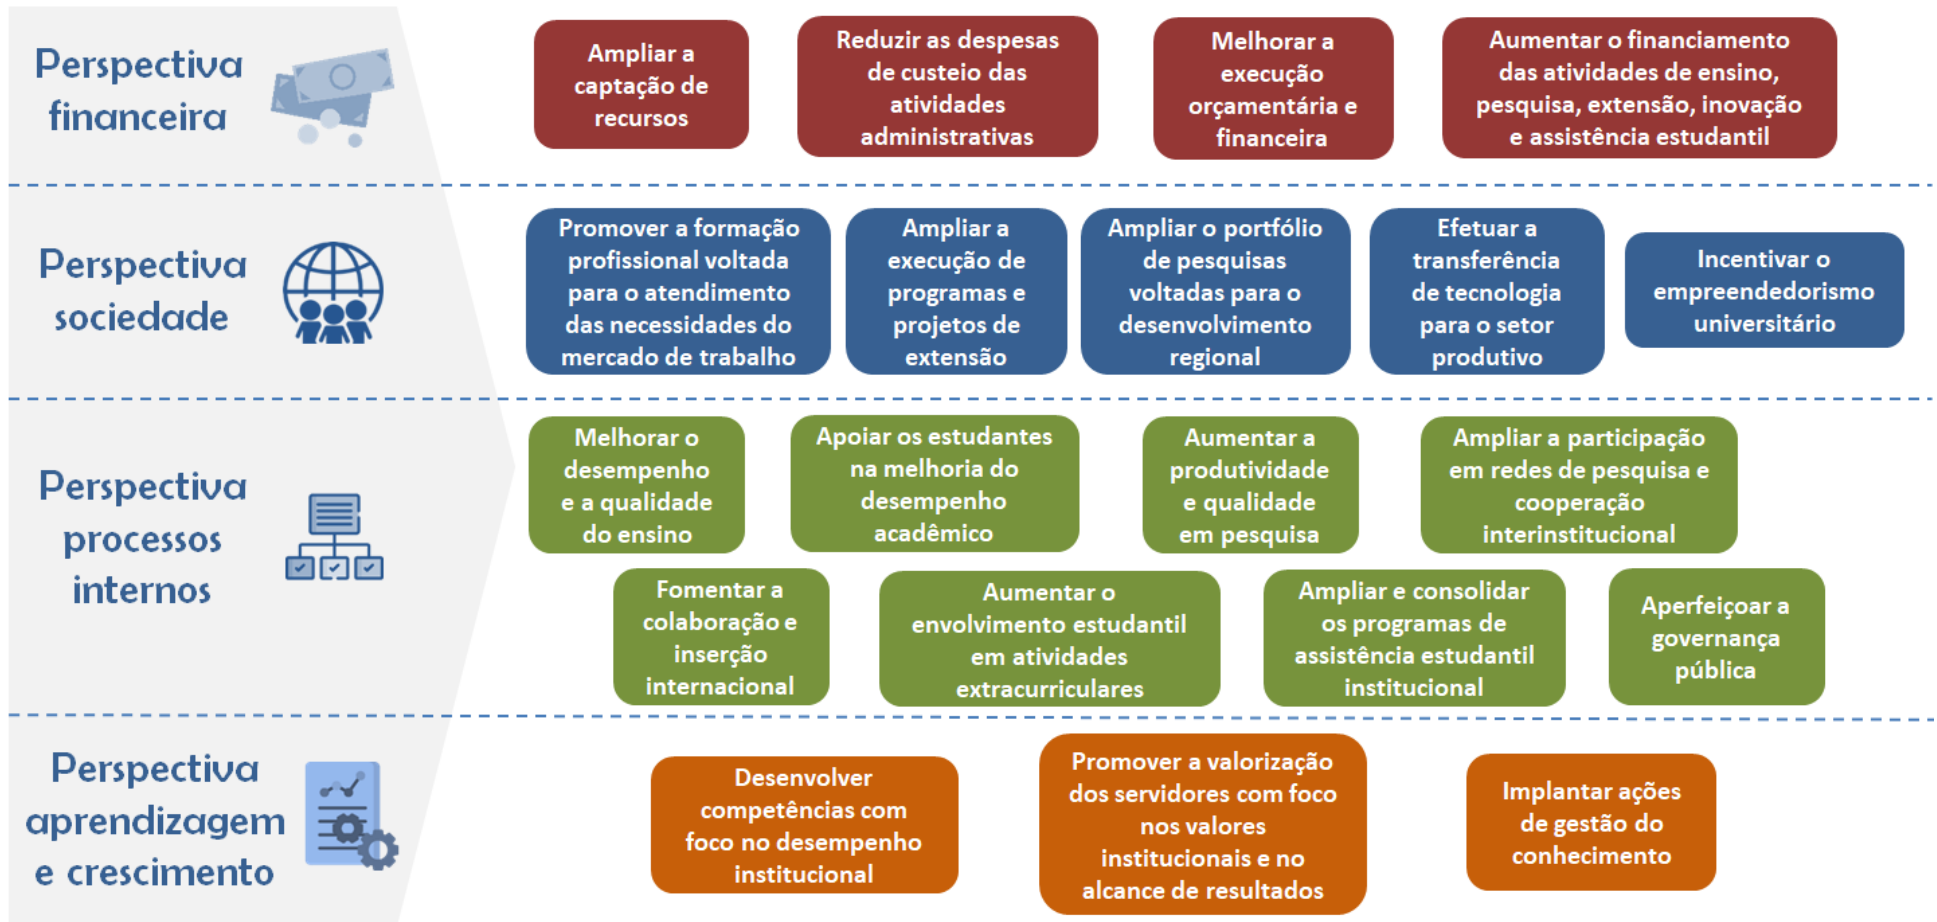 Perspectiva
financeira
Ampliar a
captação de
recursos
Reduzir as despesas
de custeio das
atividades
administrativas
Melhorar a
execução
orçamentária e
financeira
Aumentar o financiamento
das atividades de ensino,
pesquisa, extensão, inovação
e assistência estudantil
Perspectiva
sociedade
Promover a formação
profissional voltada
para o atendimento
das necessidades do
mercado de trabalho
Ampliar a
execução de
programas e
projetos de
extensão
Ampliar o portfólio
de pesquisas
voltadas para o
desenvolvimento
regional
Efetuar a
transferência
de tecnologia
para o setor
produtivo
Incentivar o
empreendedorismo
universitário
Perspectiva
processos
internos
Melhorar o
desempenho
e a qualidade
do ensino
Apoiar os estudantes
na melhoria do
desempenho
acadêmico
Aumentar a
produtividade
e qualidade
em pesquisa
Ampliar a participação
em redes de pesquisa e
cooperação
interinstitucional
Fomentar a
colaboração e
inserção
internacional
Aumentar o
envolvimento estudantil
em atividades
extracurriculares
Ampliar e consolidar
os programas de
assistência estudantil
institucional
Aperfeiçoar a
governança
pública
Perspectiva
aprendizagem
e crescimento
Desenvolver
competências com
foco no desempenho
institucional
Promover a valorização
dos servidores com foco
nos valores
institucionais e no
alcance de resultados
Implantar ações
de gestão do
conhecimento